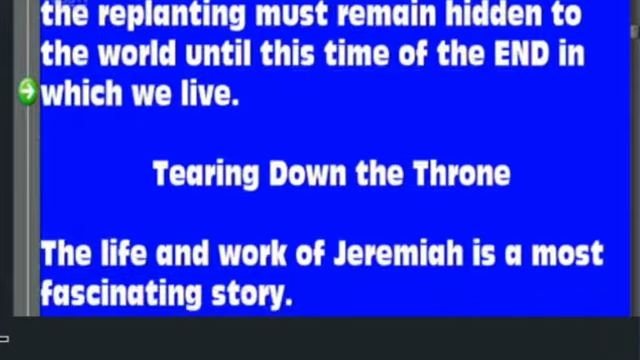 the replanting must remain hidden to
the world until this time of the END in
which we live.
Tearing Down the Throne
The life and work of Jeremiah is a most
fascinating story.